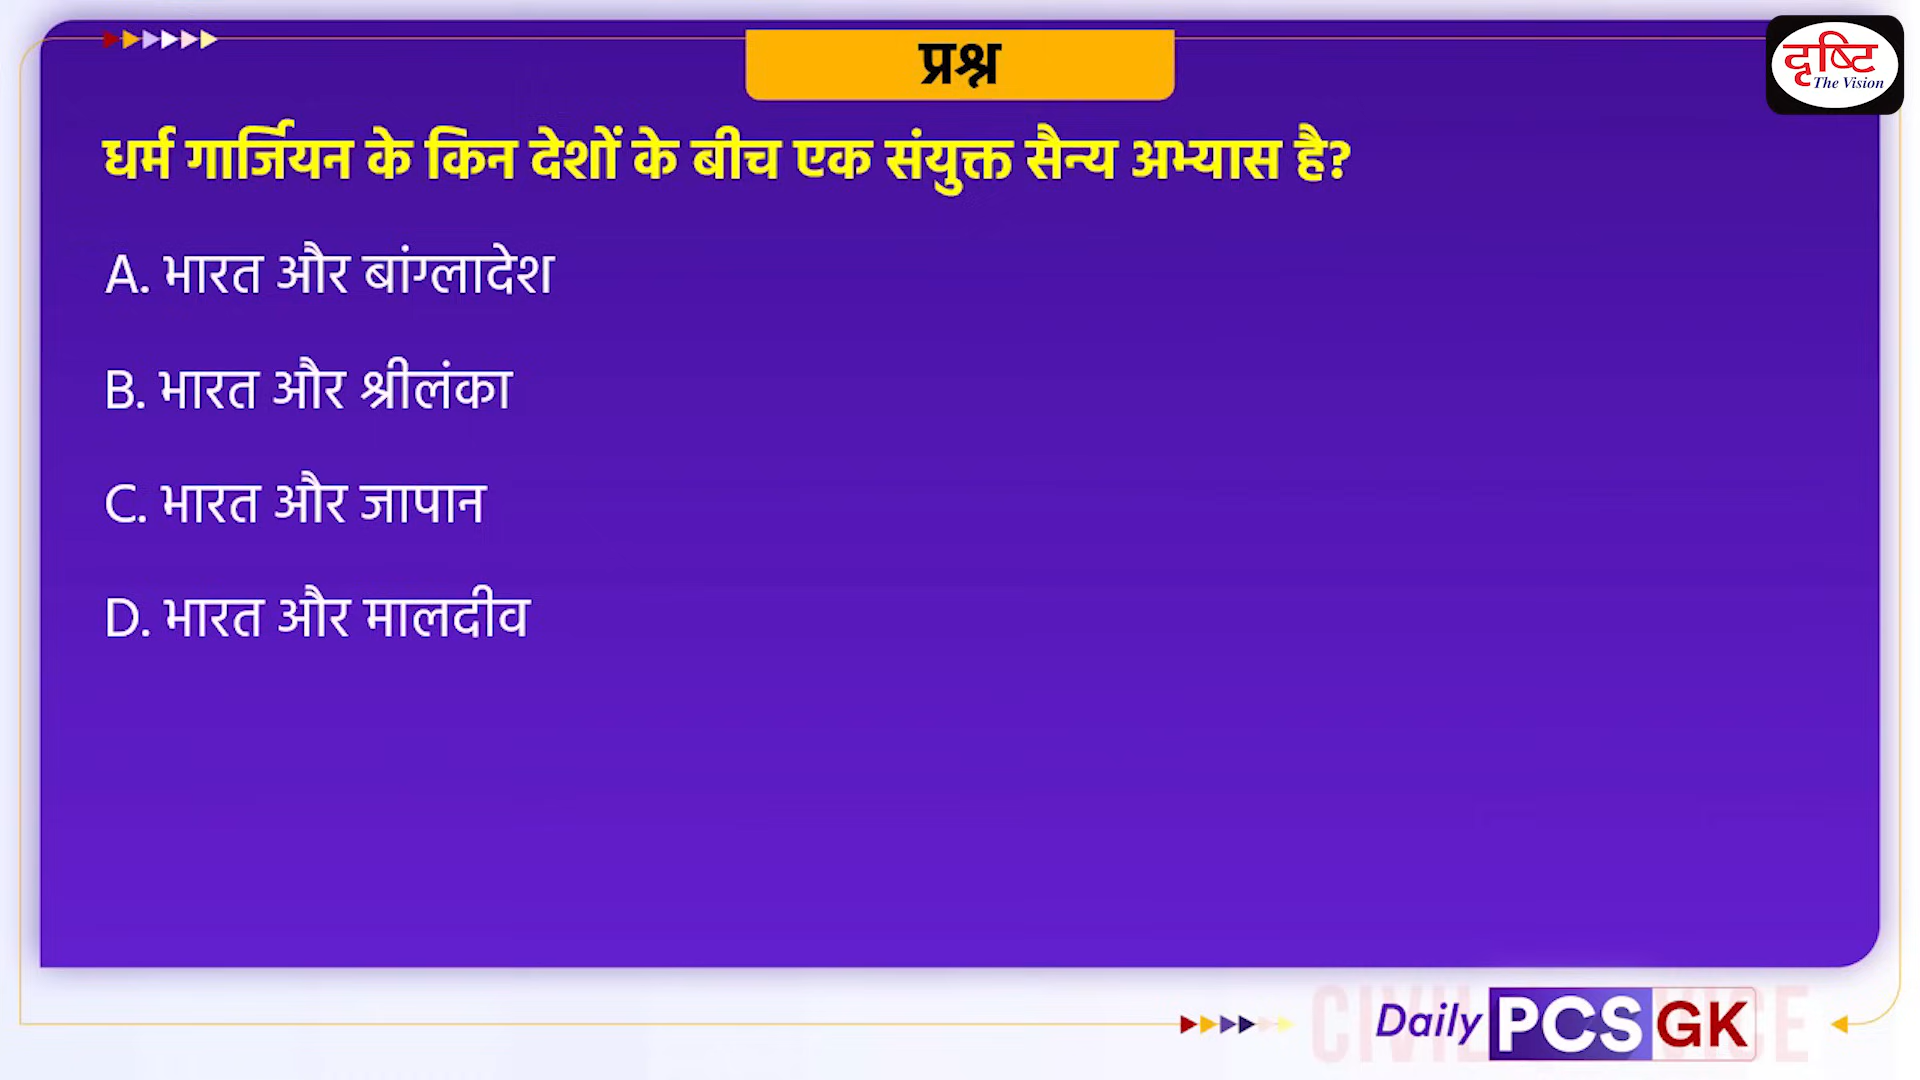 प्रश्न
दृष्टि
The Vision
धर्म गार्जियन के किन देशों के बीच एक संयुक्त सैन्य अभ्यास है?
A. भारत और बांग्लादेश
B. भारत और श्रीलंका
C. भारत और जापान
D. भारत और मालदीव
Daily PCS GK